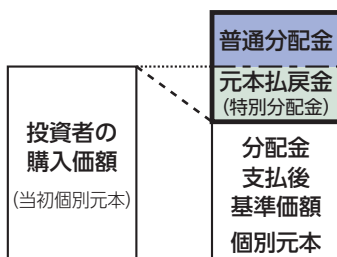 普通分配金
元本払戻金
(特別分配金)
投資者の
購入価額
(当初個別元本)
分配金
支払後
基準価額
個別元本